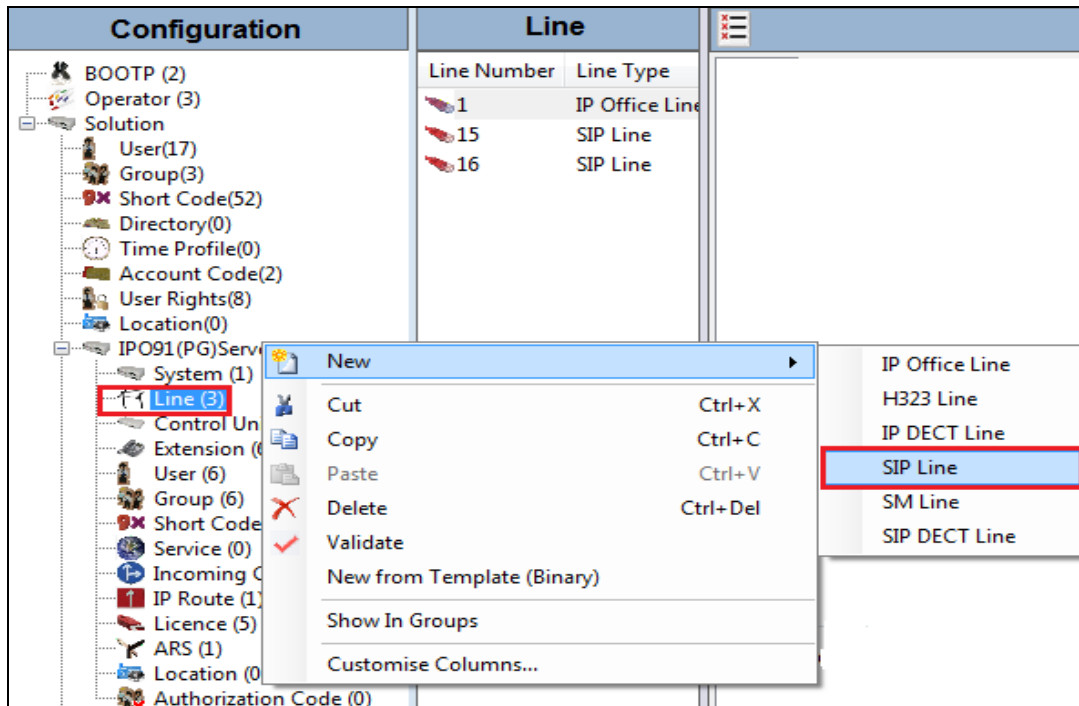 Configuration
BOOTP (2)
Operator (3)
Solution
User(17)
Group(3)
Short Code(52)
Directory(0)
Time Profile(0)
Account Code(2)
User Rights(8)
Location(0)
IPO91(PG)Serv
System (1)
Line (3)
Control Un
Extension (6
User (6)
Group (6)
Short Code
Service (0)
Incoming C
IP Route (1)
Licence (5)
ARS (1)
Location (0
Authorization Code (0)
Line
Line Number Line Type
1 IP Office Line
15 SIP Line
16 SIP Line
New
Cut Ctrl+X
Copy Ctrl+C
Paste Ctrl+V
Delete Ctrl+Del
Validate
New from Template (Binary)
Show In Groups
Customise Columns...
IP Office Line
H323 Line
IP DECT Line
SIP Line
SM Line
SIP DECT Line